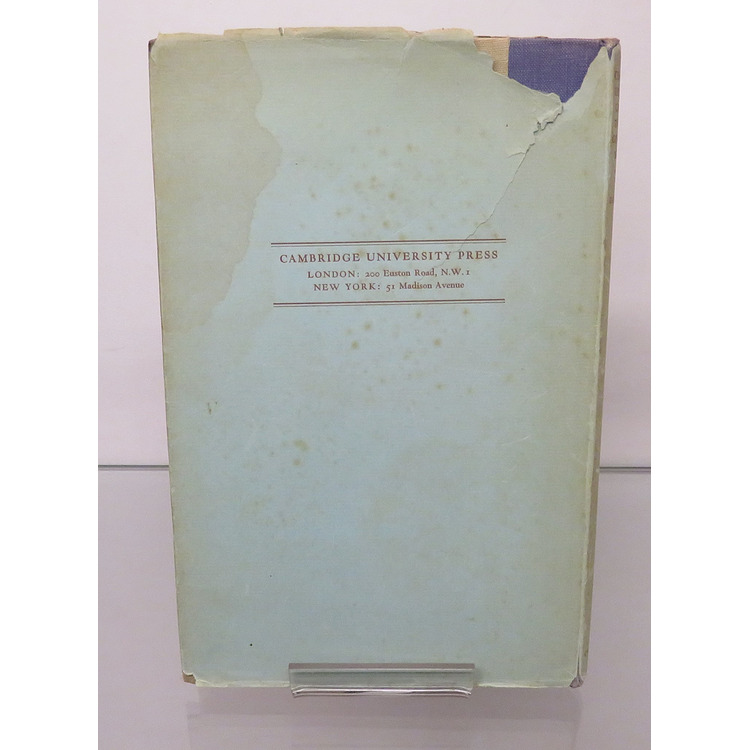 CAMBRIDGE UNIVERSITY PRESS
LONDON: 200 Euston Road, N.W.1
NEW YORK: 51 Madison Avenue